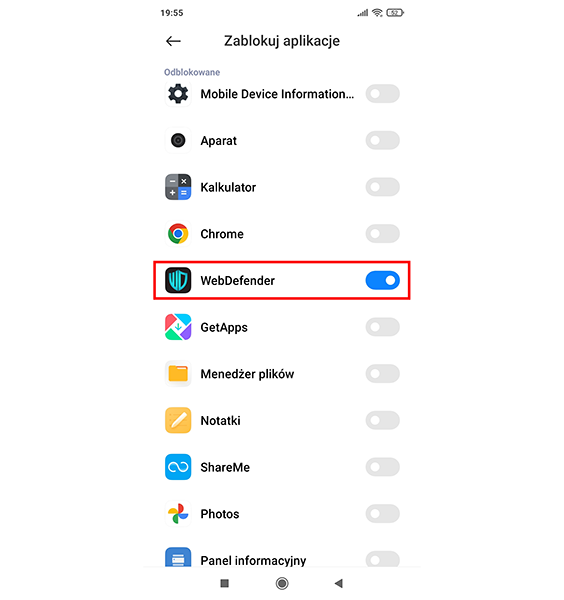 19:55
52
Zablokuj aplikacje
Odblokowane
Mobile Device Information...
Aparat
Kalkulator
Chrome
WebDefender
GetApps
Menedżer plików
Notatki
ShareMe
Photos
Panel informacyjny